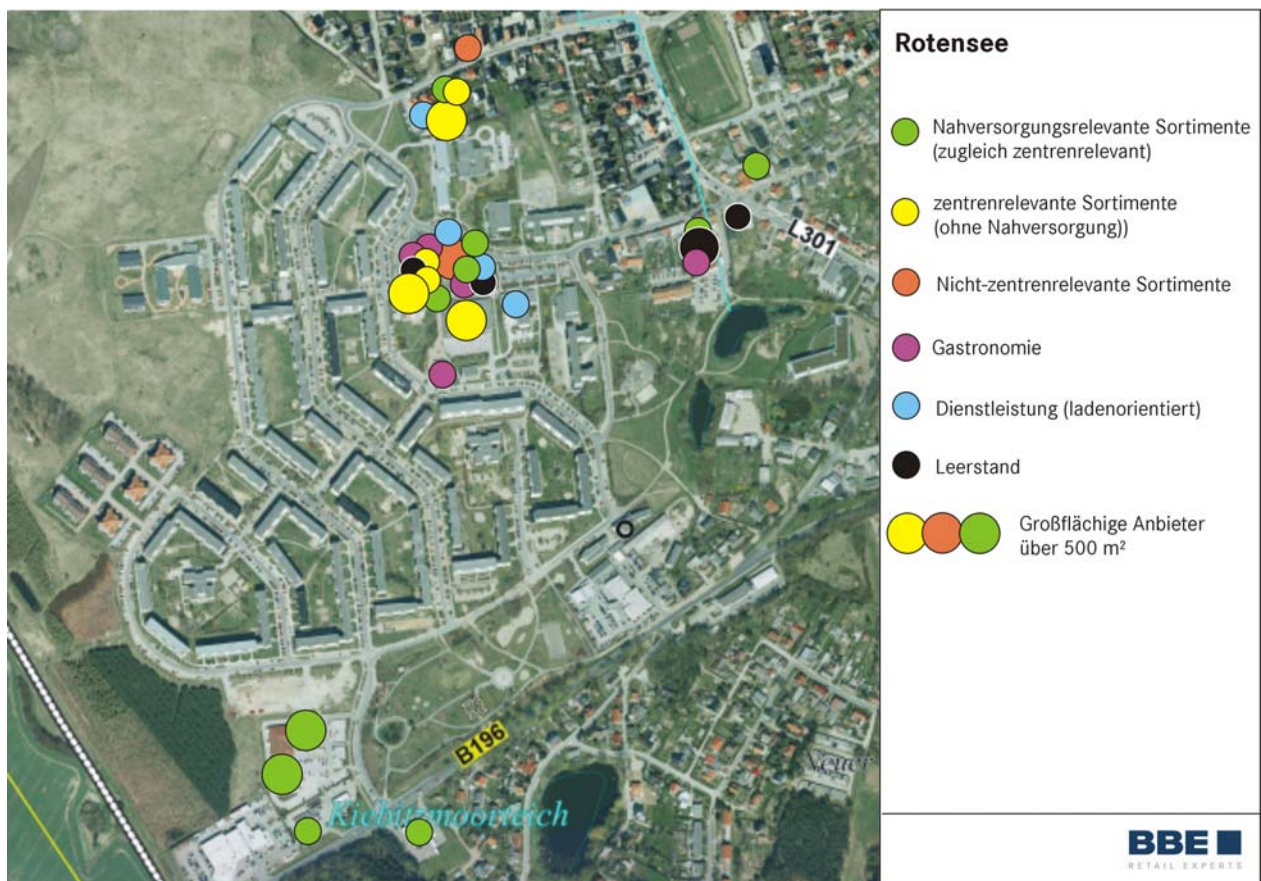 Rotensee
Nahversorgungsrelevante Sortimente
(zugleich zentrenrelevant)
zentrenrelevante Sortimente
(ohne Nahversorgung))
Nicht-zentrenrelevante Sortimente
Gastronomie
Dienstleistung (ladenorientiert)
Leerstand
Großflächige Anbieter
über 500 m²
L301
B196
Neuer
Kiebitzmoorteich
BBE
RETAIL EXPERTS